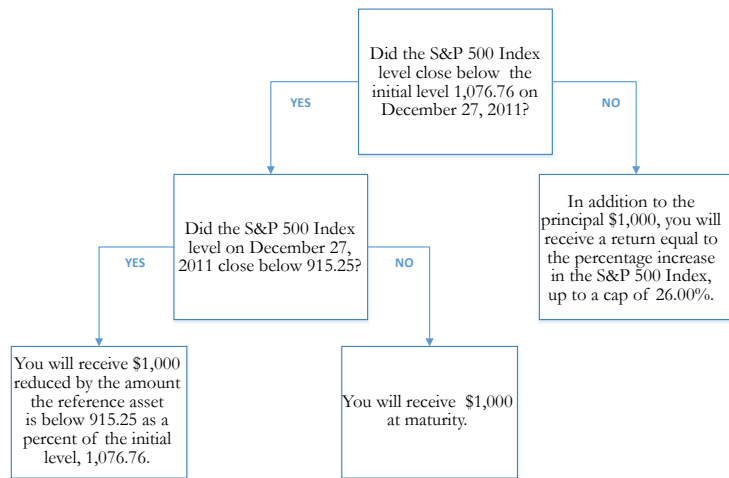 Did the S&P 500 Index
level close below the
initial level 1,076.76 on
December 27, 2011?
YES
NO
Did the S&P 500 Index
level on December 27,
2011 close below 915.25?
In addition to the
principal $1,000, you will
receive a return equal to
the percentage increase
in the S&P 500 Index,
up to a cap of 26.00%.
YES
NO
You will receive $1,000
reduced by the amount
the reference asset
is below 915.25 as a
percent of the initial
level, 1,076.76.
You will receive $1,000
at maturity.